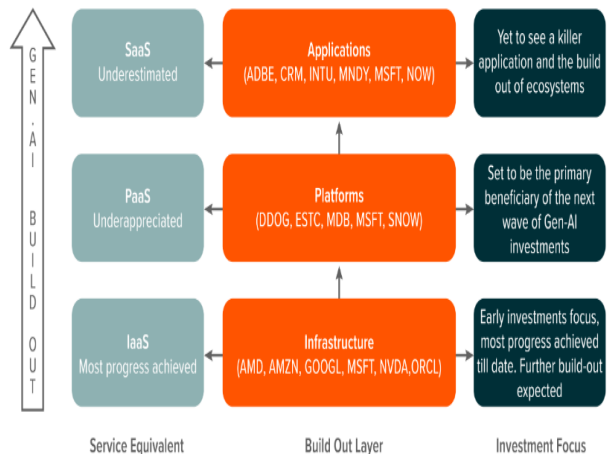 GEN.AI BUILD OUT
SaaS
Underestimated
Applications
(ADBE, CRM, INTU, MNDY, MSFT, NOW)
Yet to see a killer
application and the build
out of ecosystems
PaaS
Underappreciated
Platforms
(DDOG, ESTC, MDB, MSFT, SNOW)
Set to be the primary
beneficiary of the next
wave of Gen-AI
investments
IaaS
Most progress achieved
Infrastructure
(AMD, AMZN, GOOGL, MSFT, NVDA,ORCL)
Early investments focus,
most progress achieved
till date. Further build-out
expected
Service Equivalent
Build Out Layer
Investment Focus